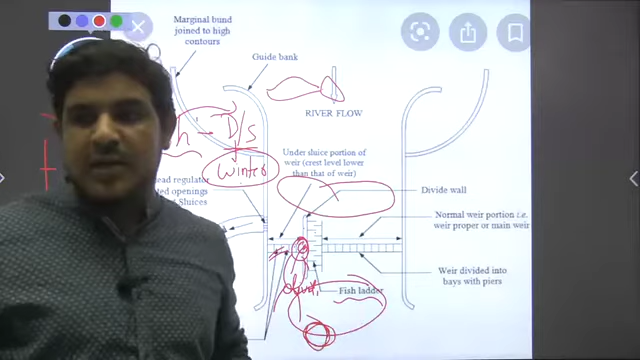 Marginal bund
joined to high
contours
Guide bank
RIVER FLOW
h - D/s
winter
Under sluice portion of
weir (crest level lower
than that of weir)
Divide wall
Normal weir portion i.e.
weir proper or main weir
Weir divided into
bays with piers
Fish ladder
regulator
openings
Sluices